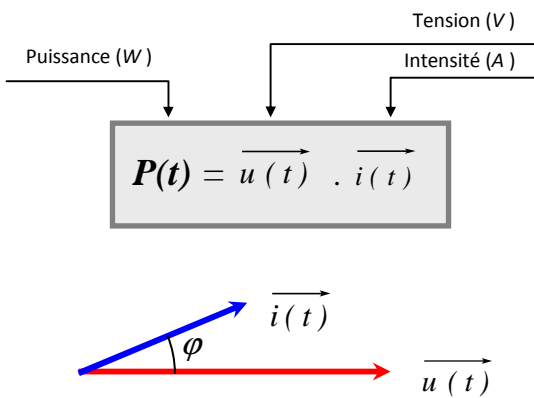 Tension (V )
Puissance (W )
Intensité (A )
P(t) = u ( t ) . i ( t )
i ( t )
φ
u ( t )